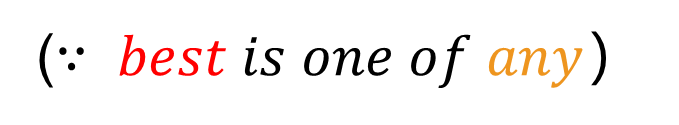 (∵ best is one of any)